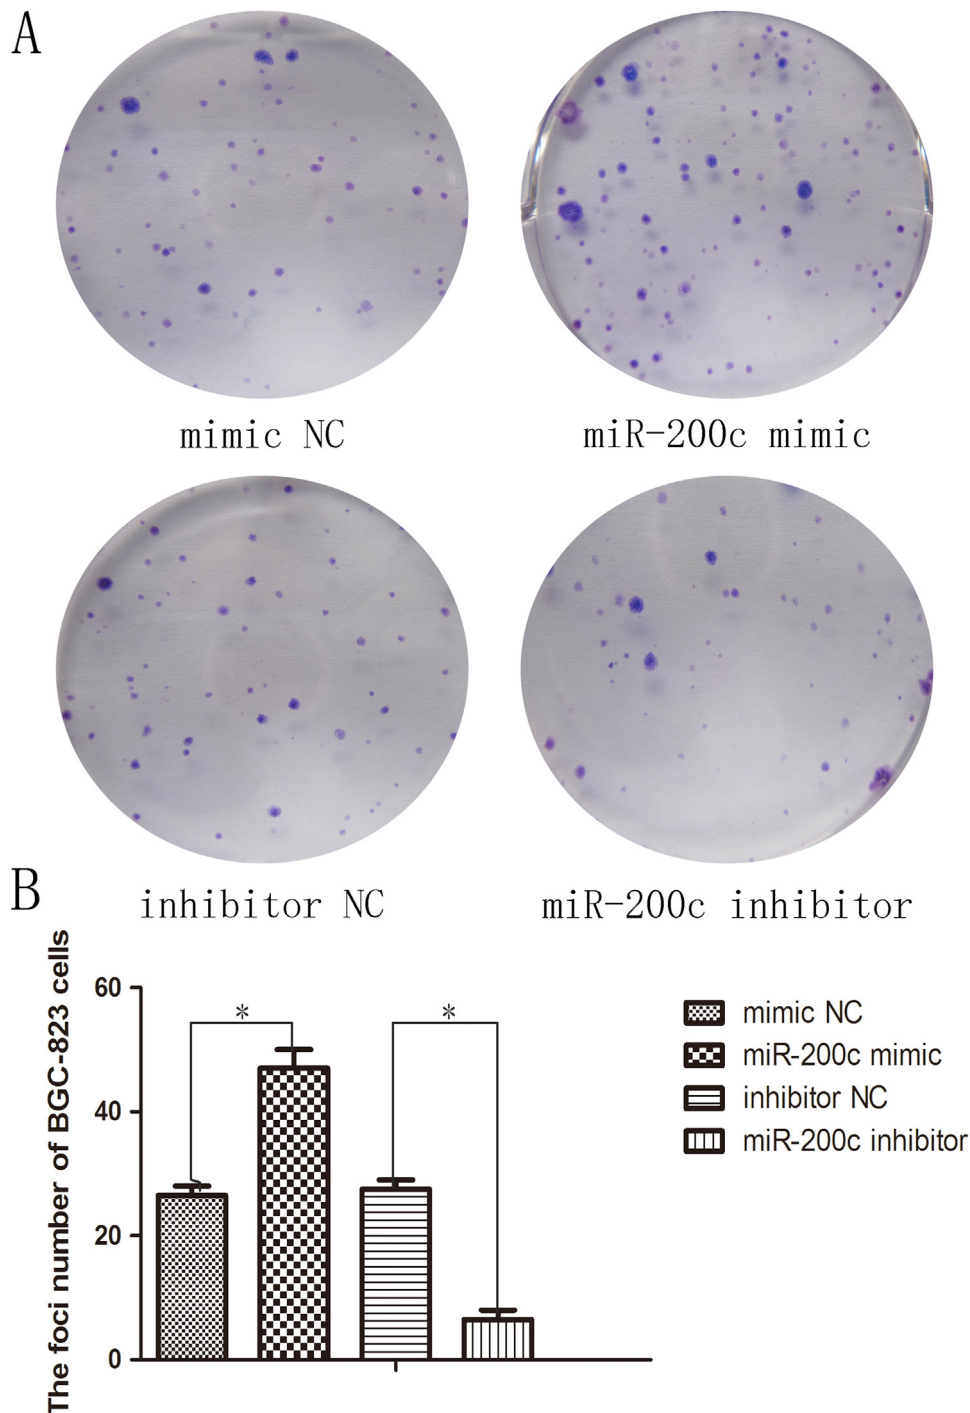 A
mimic NC
miR-200c mimic
inhibitor NC
miR-200c inhibitor
B
The foci number of BGC-823 cells
60
40
20
0
*
*
mimic NC
miR-200c mimic
inhibitor NC
miR-200c inhibitor